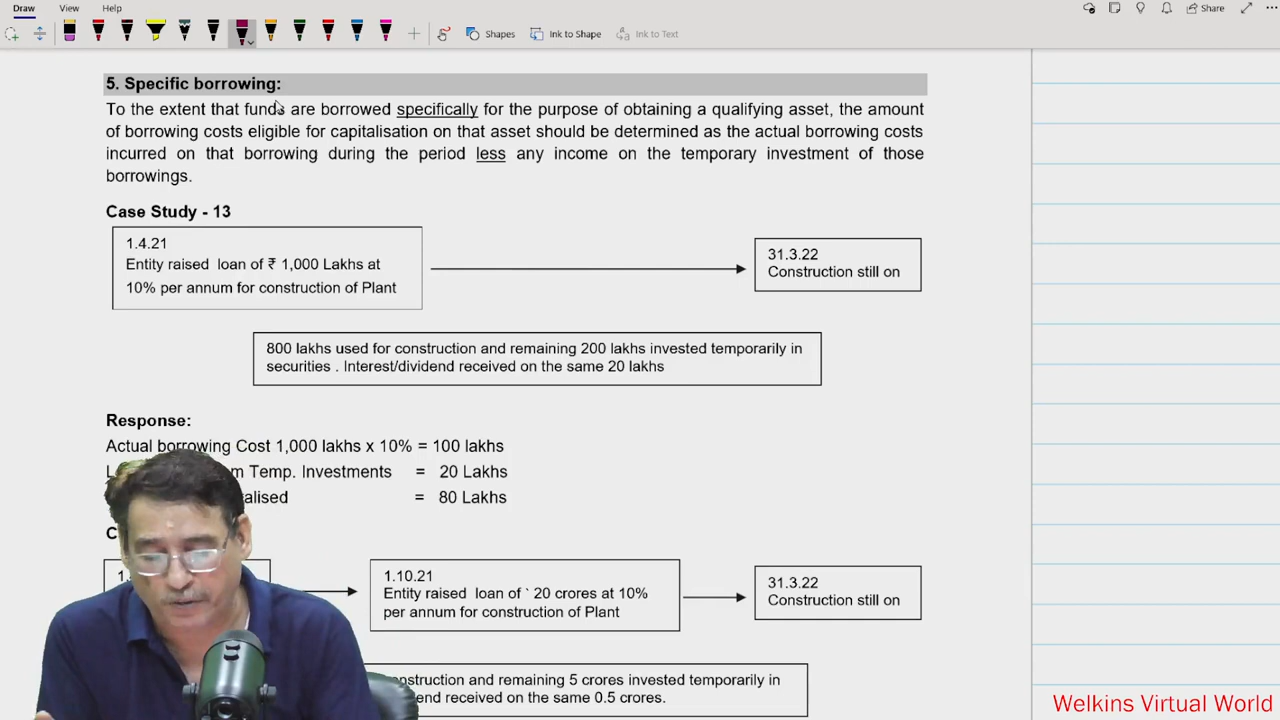 Draw View Help
Shapes Ink to Shape Ink to Text Share
5. Specific borrowing:
To the extent that funds are borrowed specifically for the purpose of obtaining a qualifying asset, the amount
of borrowing costs eligible for capitalisation on that asset should be determined as the actual borrowing costs
incurred on that borrowing during the period less any income on the temporary investment of those
borrowings.
Case Study - 13
1.4.21
Entity raised loan of ₹ 1,000 Lakhs at
10% per annum for construction of Plant
31.3.22
Construction still on
800 lakhs used for construction and remaining 200 lakhs invested temporarily in
securities . Interest/dividend received on the same 20 lakhs
Response:
Actual borrowing Cost 1,000 lakhs x 10% = 100 lakhs
Temp. Investments = 20 Lakhs
= 80 Lakhs
1.10.21
Entity raised loan of ` 20 crores at 10%
per annum for construction of Plant
31.3.22
Construction still on
and remaining 5 crores invested temporarily in
received on the same 0.5 crores.
Welkins Virtual World